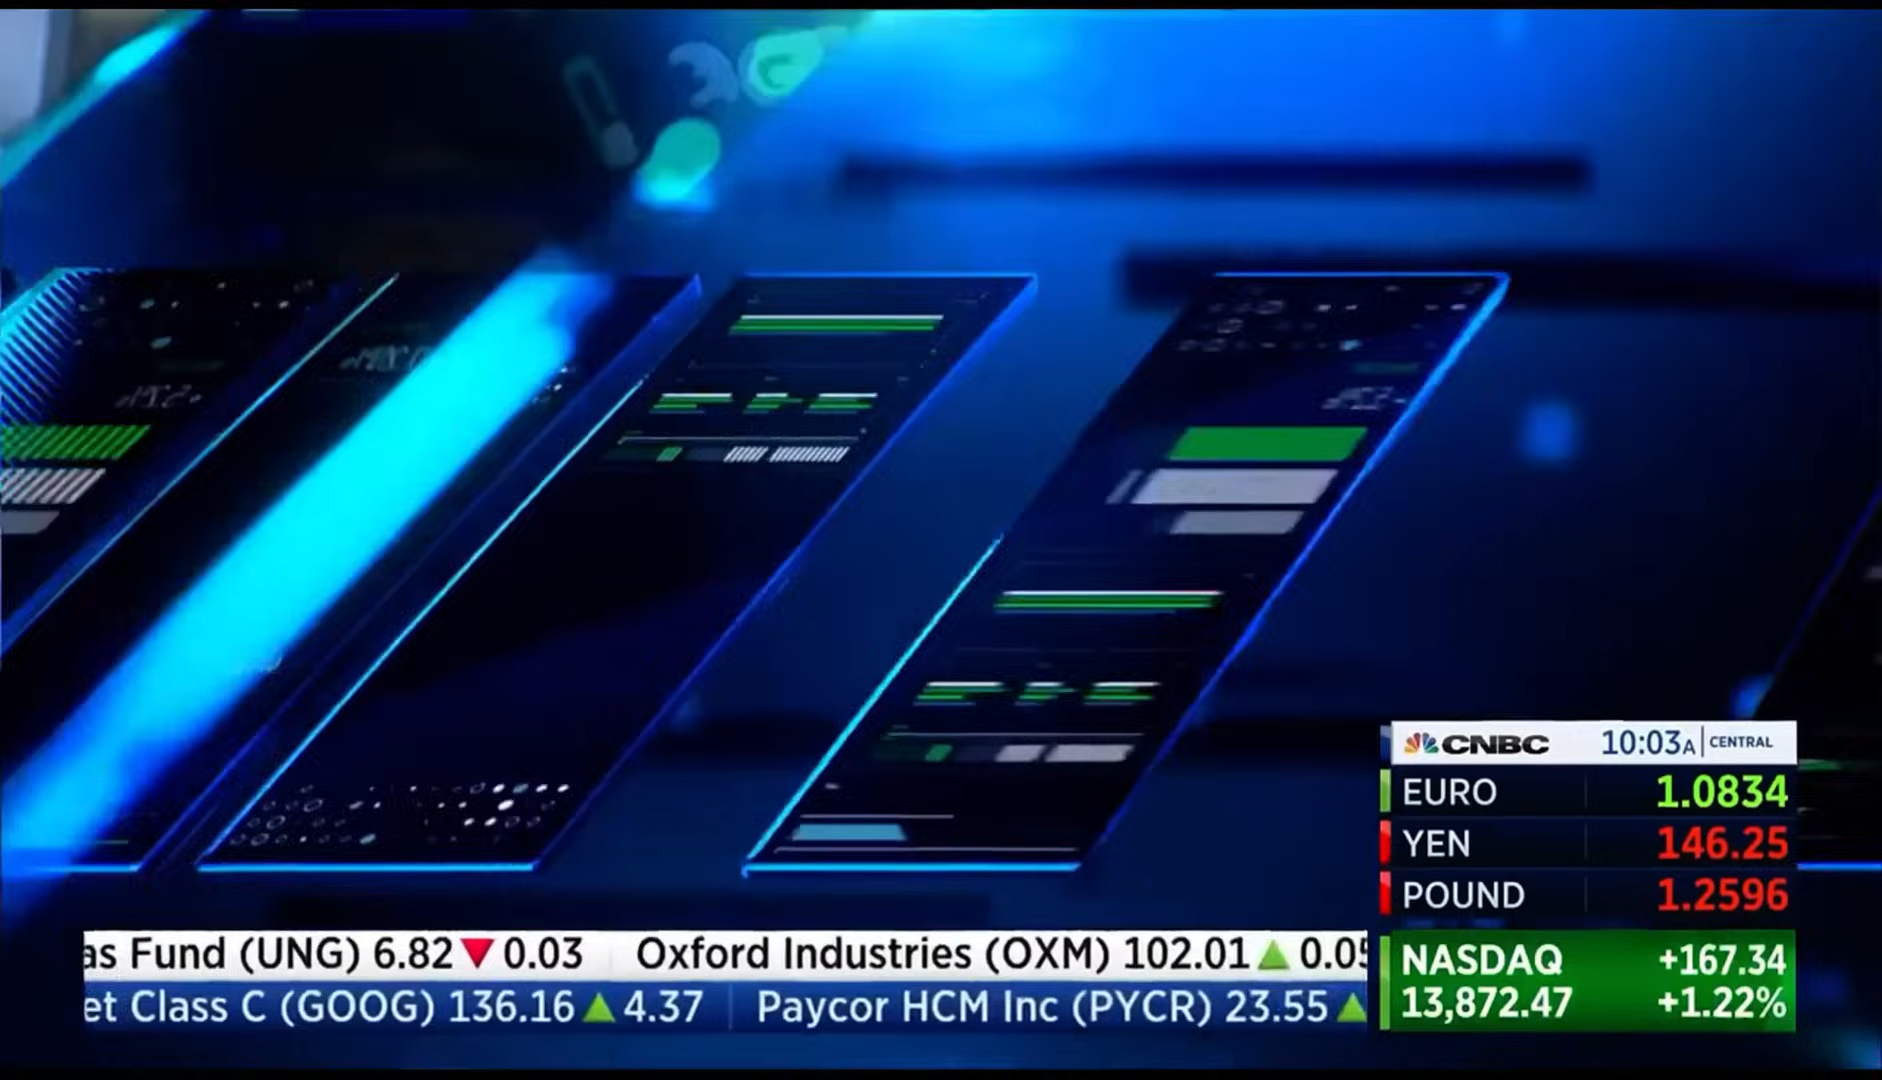 CNBC 10:03A CENTRAL
EURO 1.0834
YEN 146.25
POUND 1.2596
as Fund (UNG) 6.82▼0.03 Oxford Industries (OXM) 102.01▲0.05
et Class C (GOOG) 136.16▲4.37 Paycor HCM Inc (PYCR) 23.55▲
NASDAQ +167.34
13,872.47 +1.22%